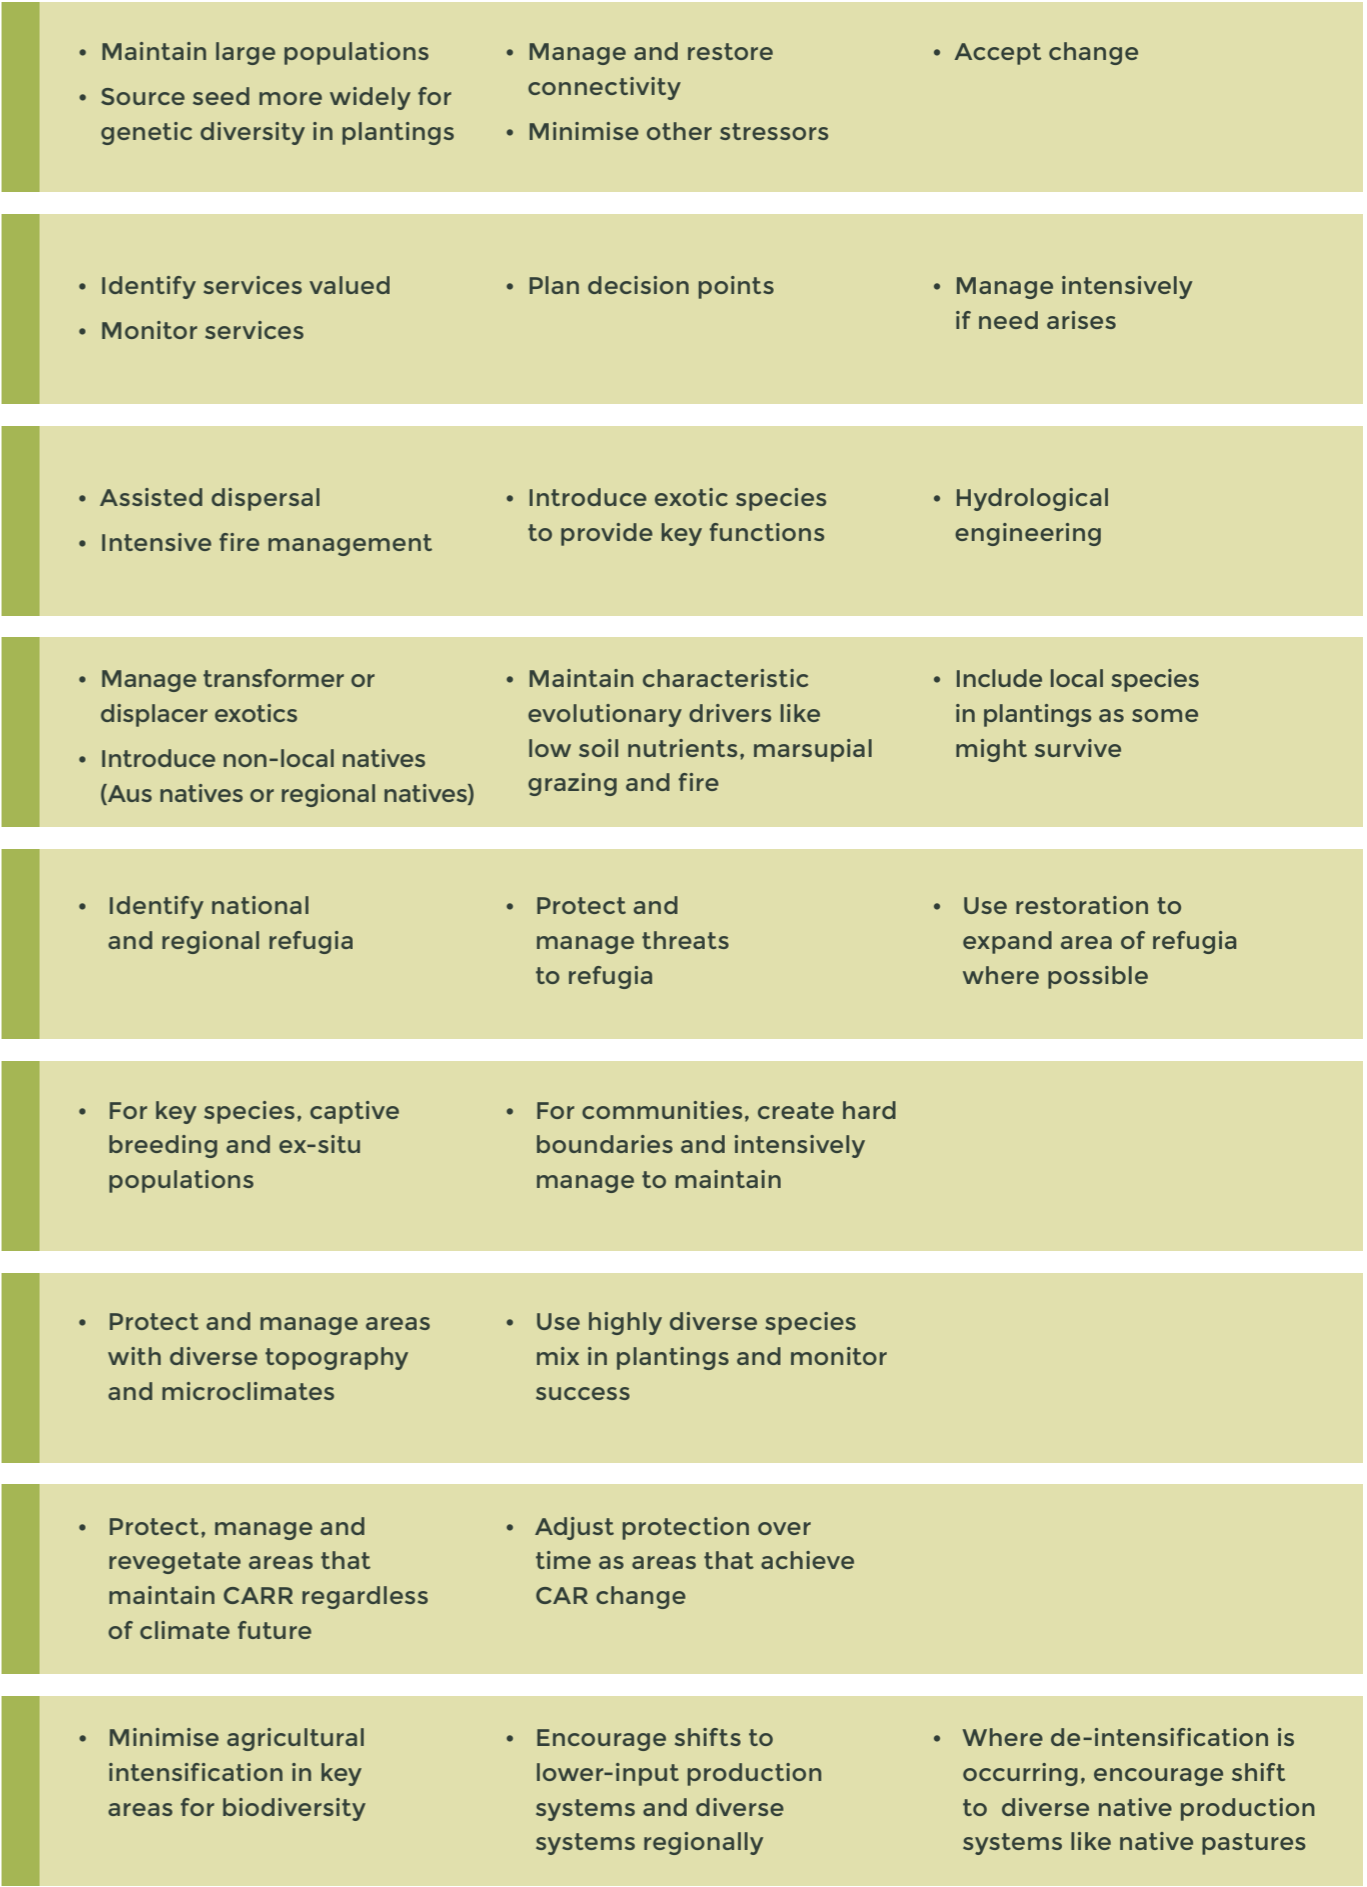 • Maintain large populations
• Source seed more widely for
genetic diversity in plantings
• Manage and restore
connectivity
• Minimise other stressors
• Accept change
• Identify services valued
• Monitor services
• Plan decision points
• Manage intensively
if need arises
• Assisted dispersal
• Intensive fire management
• Introduce exotic species
to provide key functions
• Hydrological
engineering
• Manage transformer or
displacer exotics
• Introduce non-local natives
(Aus natives or regional natives)
• Maintain characteristic
evolutionary drivers like
low soil nutrients, marsupial
grazing and fire
• Include local species
in plantings as some
might survive
• Identify national
and regional refugia
• Protect and
manage threats
to refugia
• Use restoration to
expand area of refugia
where possible
• For key species, captive
breeding and ex-situ
populations
• For communities, create hard
boundaries and intensively
manage to maintain
• Protect and manage areas
with diverse topography
and microclimates
• Use highly diverse species
mix in plantings and monitor
success
• Protect, manage and
revegetate areas that
maintain CARR regardless
of climate future
• Adjust protection over
time as areas that achieve
CAR change
• Minimise agricultural
intensification in key
areas for biodiversity
• Encourage shifts to
lower-input production
systems and diverse
systems regionally
• Where de-intensification is
occurring, encourage shift
to diverse native production
systems like native pastures